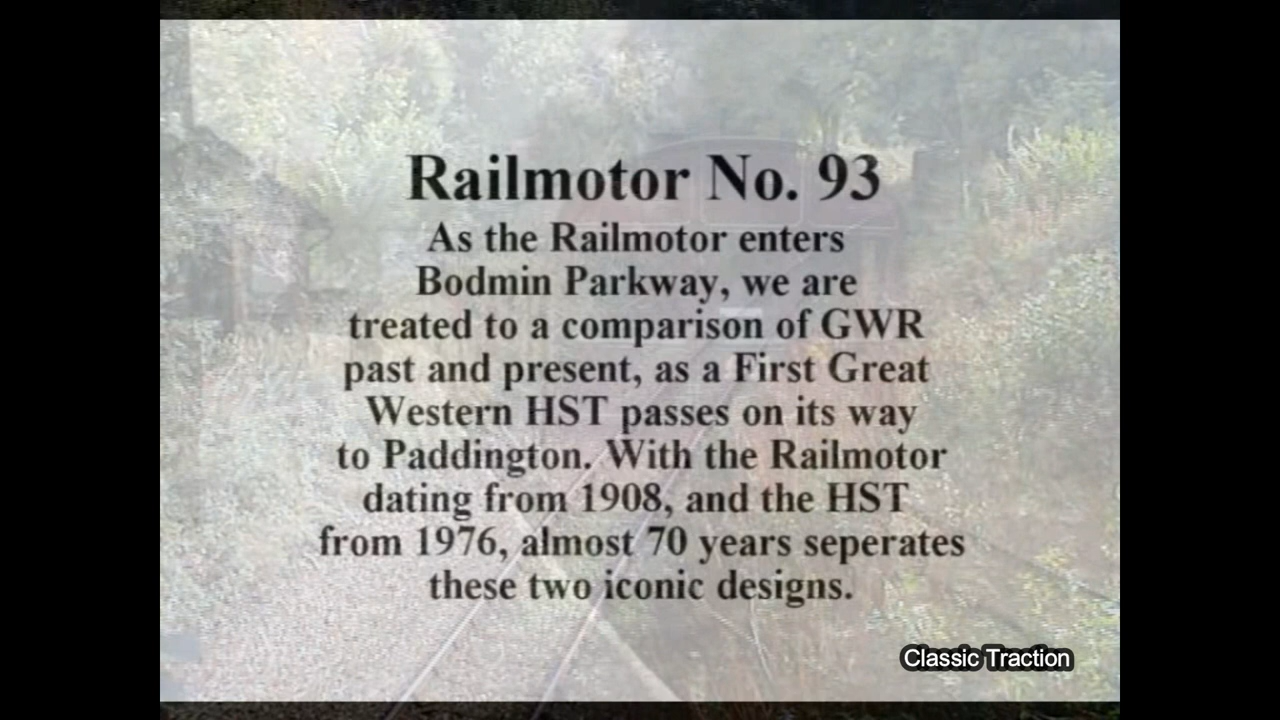 Railmotor No. 93
As the Railmotor enters
Bodmin Parkway, we are
treated to a comparison of GWR
past and present, as a First Great
Western HST passes on its way
to Paddington. With the Railmotor
dating from 1908, and the HST
from 1976, almost 70 years seperates
these two iconic designs.
Classic Traction